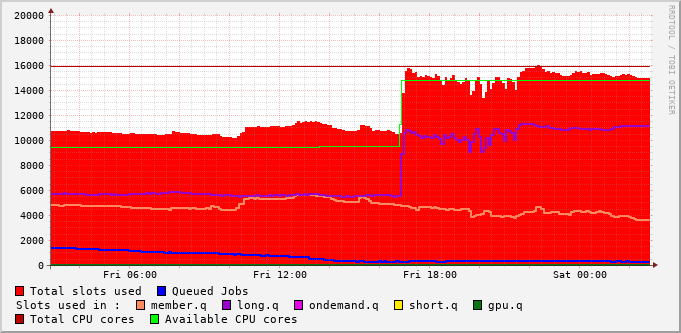 RRDTOOL / TOBI OETIKER
20000
18000
16000
14000
12000
10000
8000
6000
4000
2000
0
Fri 06:00 Fri 12:00 Fri 18:00 Sat 00:00
Total slots used Queued Jobs
Slots used in : member.q long.q ondemand.q short.q gpu.q
Total CPU cores Available CPU cores